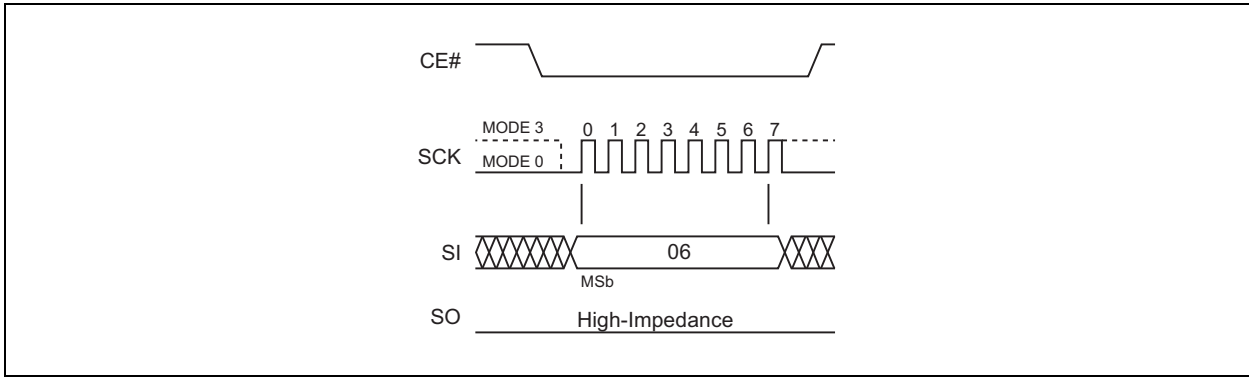 CE#
MODE 3
0 1 2 3 4 5 6 7
SCK
MODE 0
SI
06
MSb
SO
High-Impedance